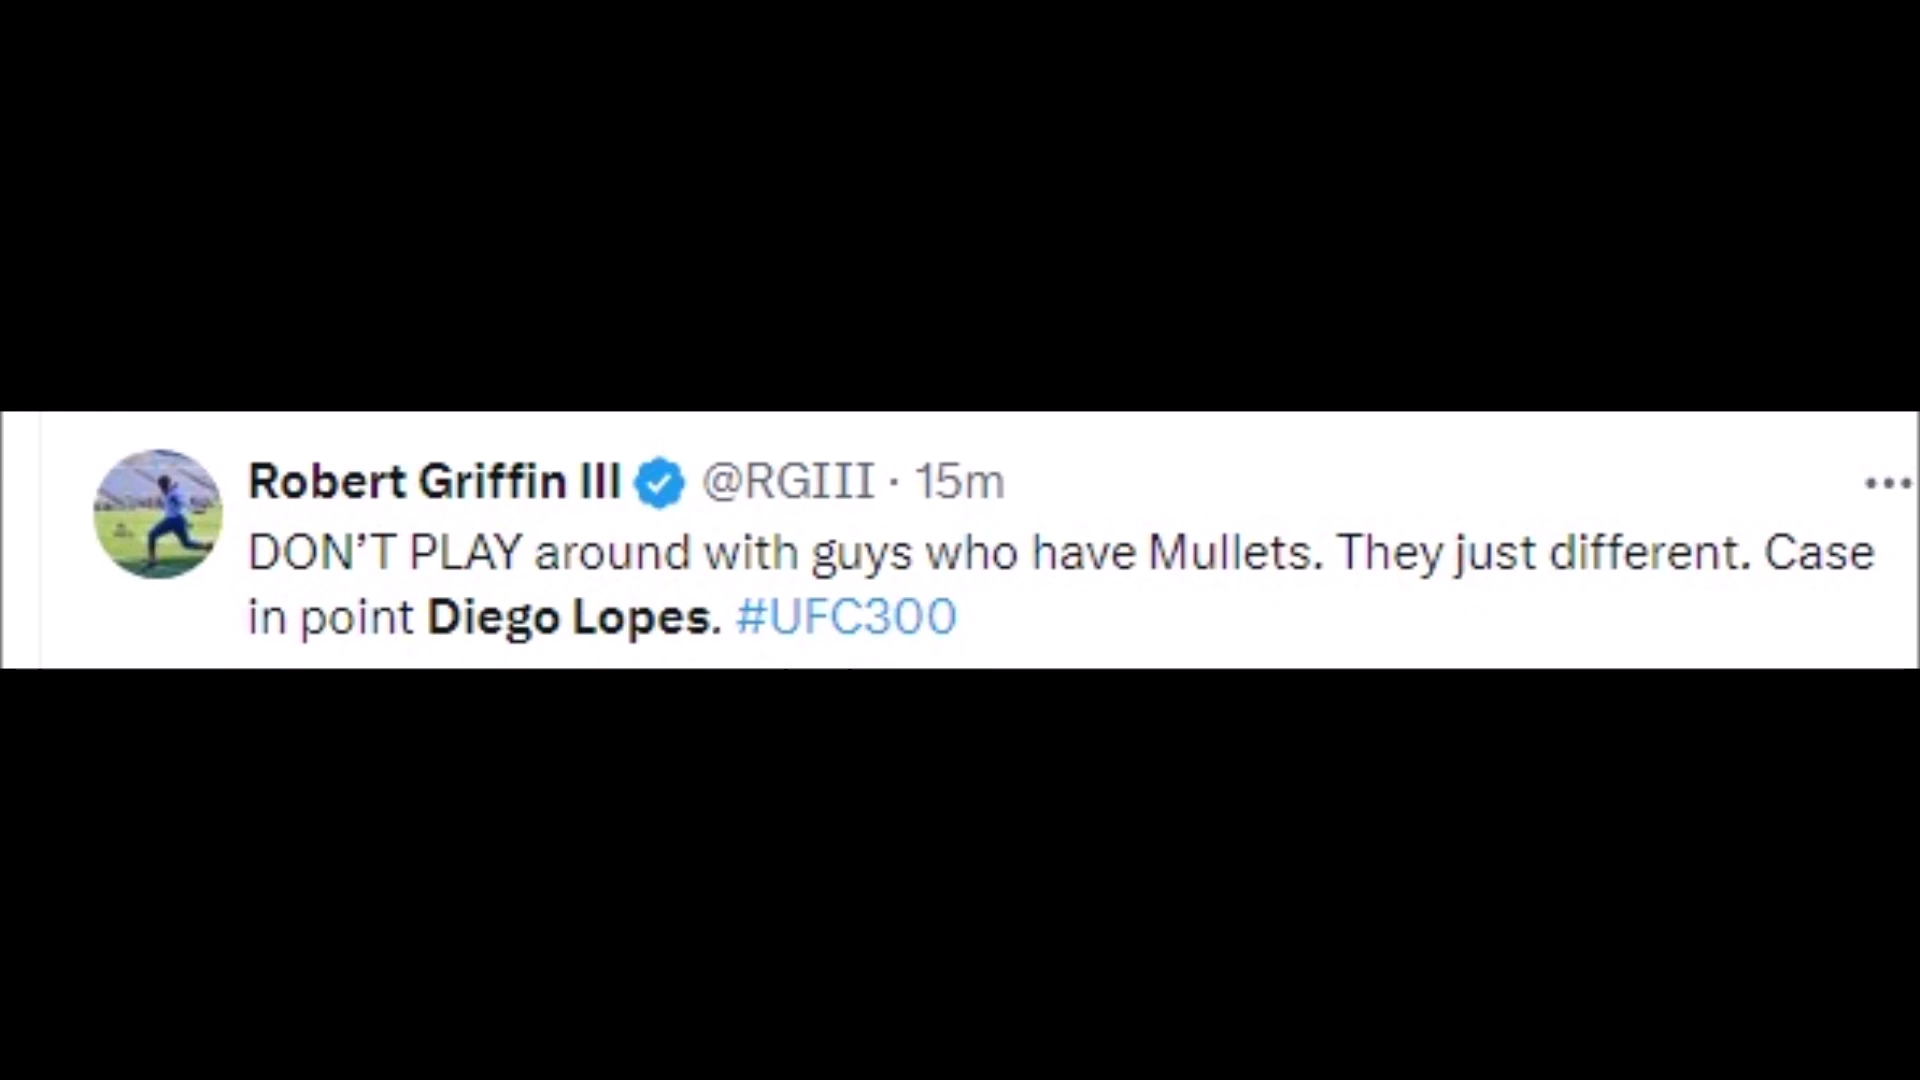 Robert Griffin III @RGIII · 15m
DON’T PLAY around with guys who have Mullets. They just different. Case
in point Diego Lopes. #UFC300